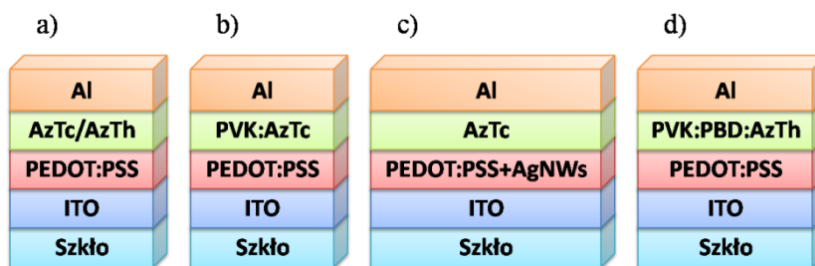 a) b) c) d)
Al Al Al Al
AzTc/AzTh PVK:AzTc AzTc PVK:PBD:AzTh
PEDOT:PSS PEDOT:PSS PEDOT:PSS+AgNWs PEDOT:PSS
ITO ITO ITO ITO
Szkło Szkło Szkło Szkło